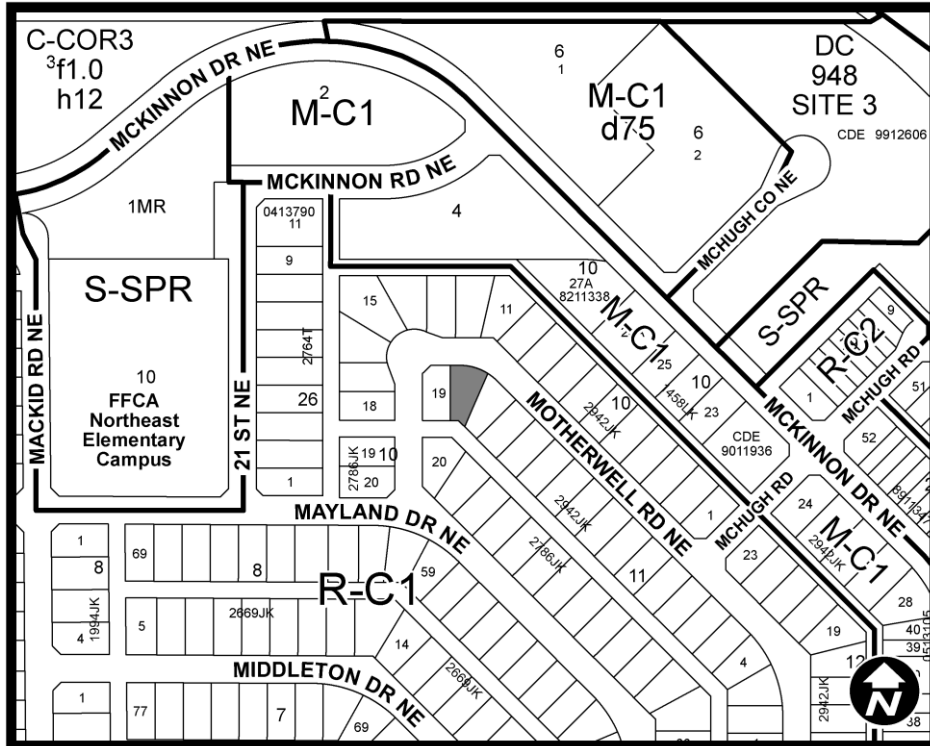 C-COR3
3f1.0
h12
MCKINNON DR NE
2
M-C1
6
1
M-C1
d75
6
2
DC
948
SITE 3
CDE 9912606
MCKINNON RD NE
MCHUGH CO NE
1MR
0413790
11
4
9
S-SPR
10
27A
8211338
S-SPR
9
R-C2
15
11
M-C1
2764T
25
MCHUGH RD
51
10
FFCA
Northeast
Elementary
Campus
MACKID RD NE
21 ST NE
26
18
19
10
2942JK
10
1458LK
23
1
MCKINNON DR NE
MOTHERWELL RD NE
CDE
9011936
52
8911347
19
10
2786JK
20
20
1
2942JK
1
MCHUGH RD
24
M-C1
2942JK
MAYLAND DR NE
2786JK
23
1
8
69
8
59
R-C1
11
28
1994JK
4
5
2669JK
14
19
40
39
0513105
MIDDLETON DR NE
2669JK
4
12
N
1
77
7
69
2942JK
38